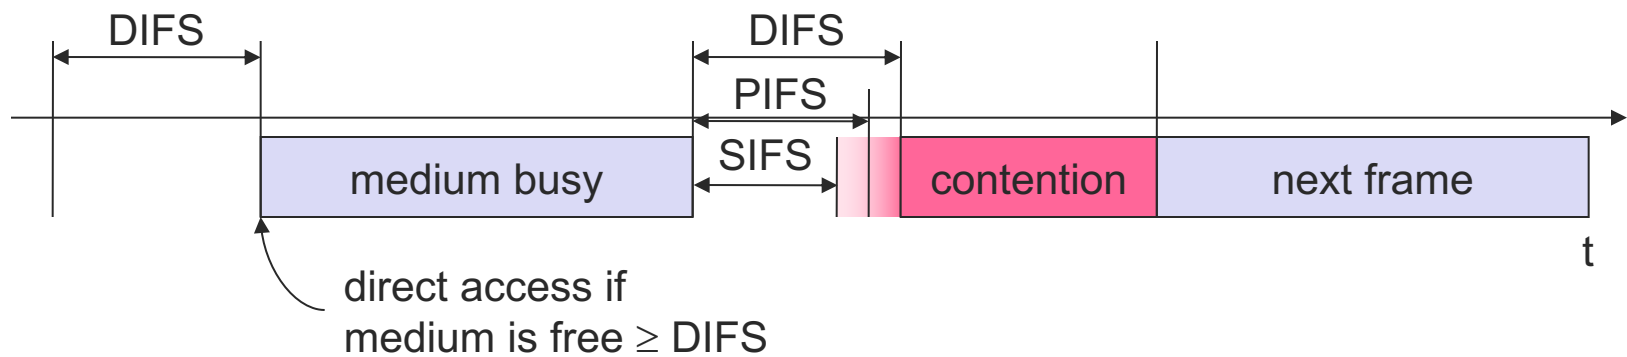 DIFS
DIFS
PIFS
SIFS
medium busy
contention
next frame
t
direct access if
medium is free ≥ DIFS